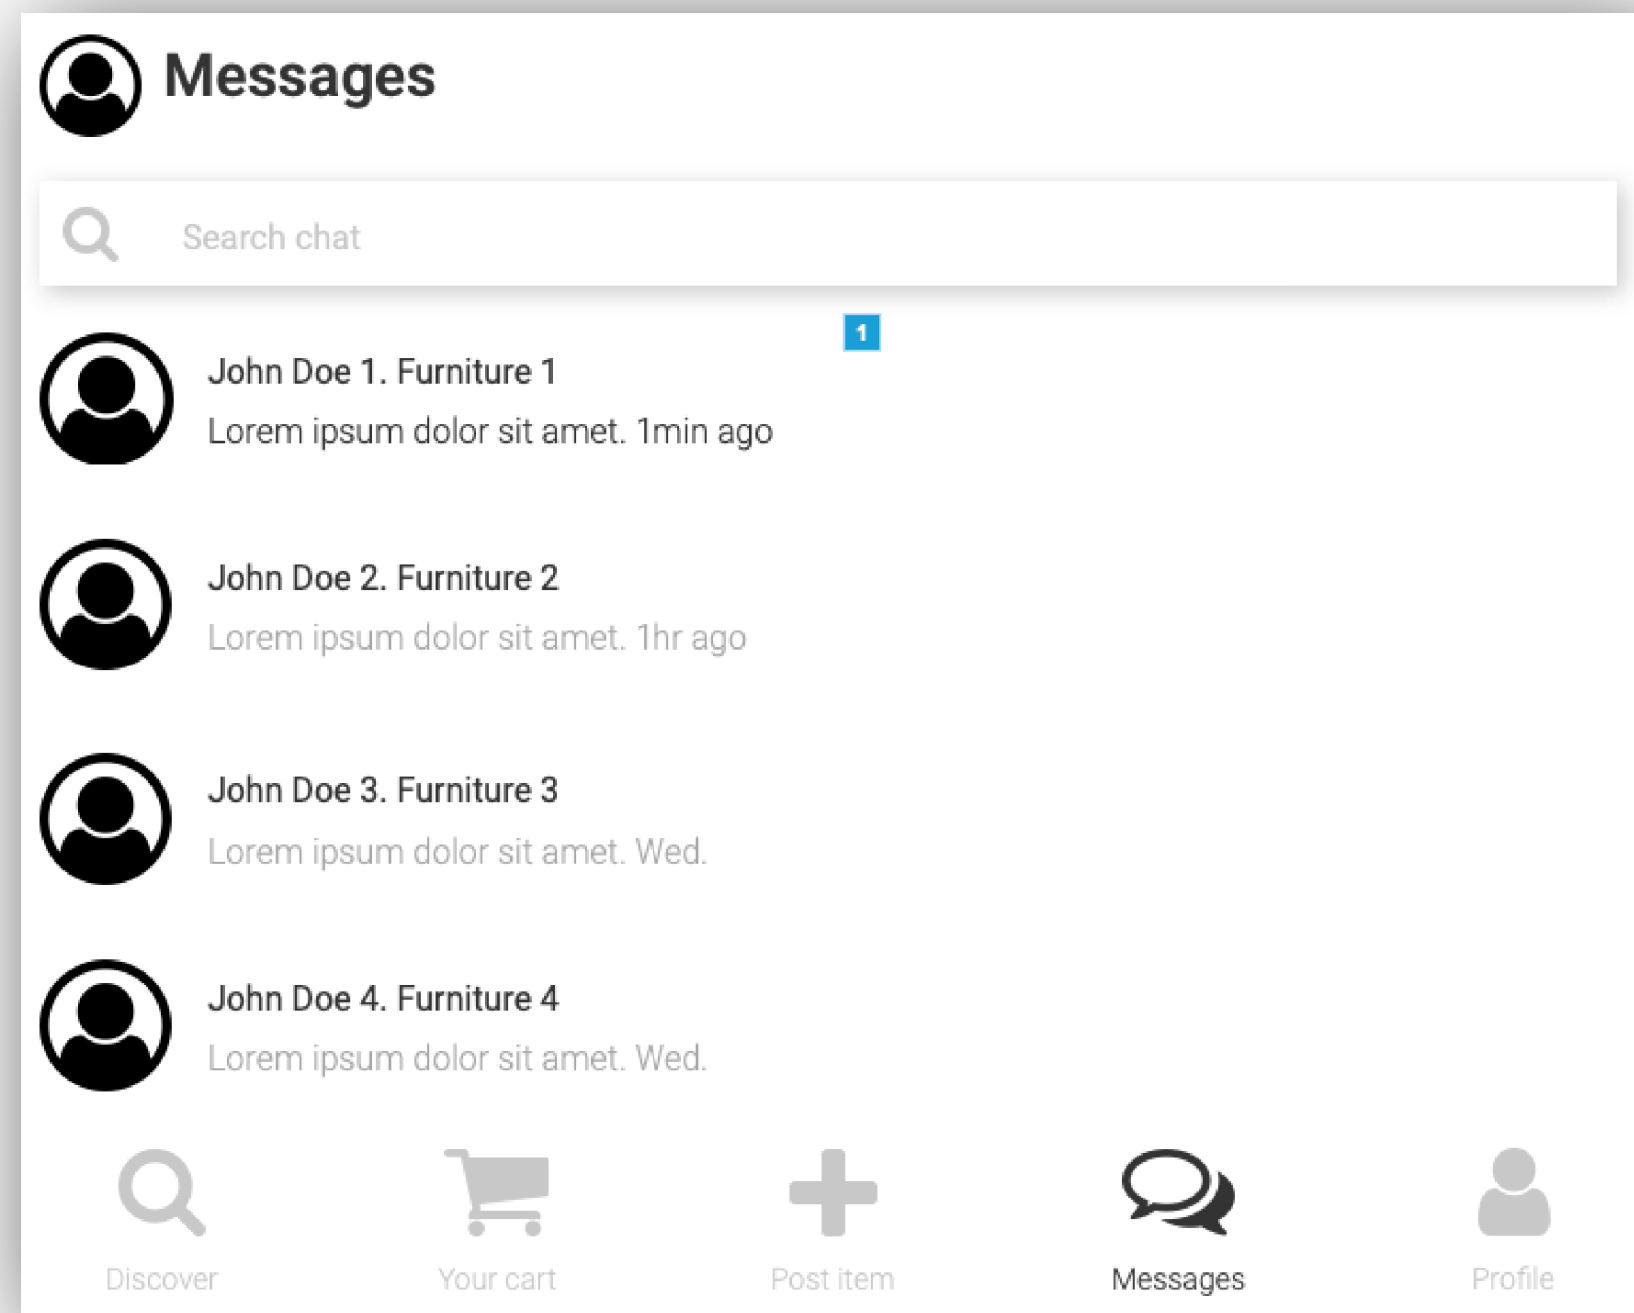 Messages
Search chat
1
John Doe 1. Furniture 1
Lorem ipsum dolor sit amet. 1min ago
John Doe 2. Furniture 2
Lorem ipsum dolor sit amet. 1hr ago
John Doe 3. Furniture 3
Lorem ipsum dolor sit amet. Wed.
John Doe 4. Furniture 4
Lorem ipsum dolor sit amet. Wed.
Discover Your cart Post item Messages Profile